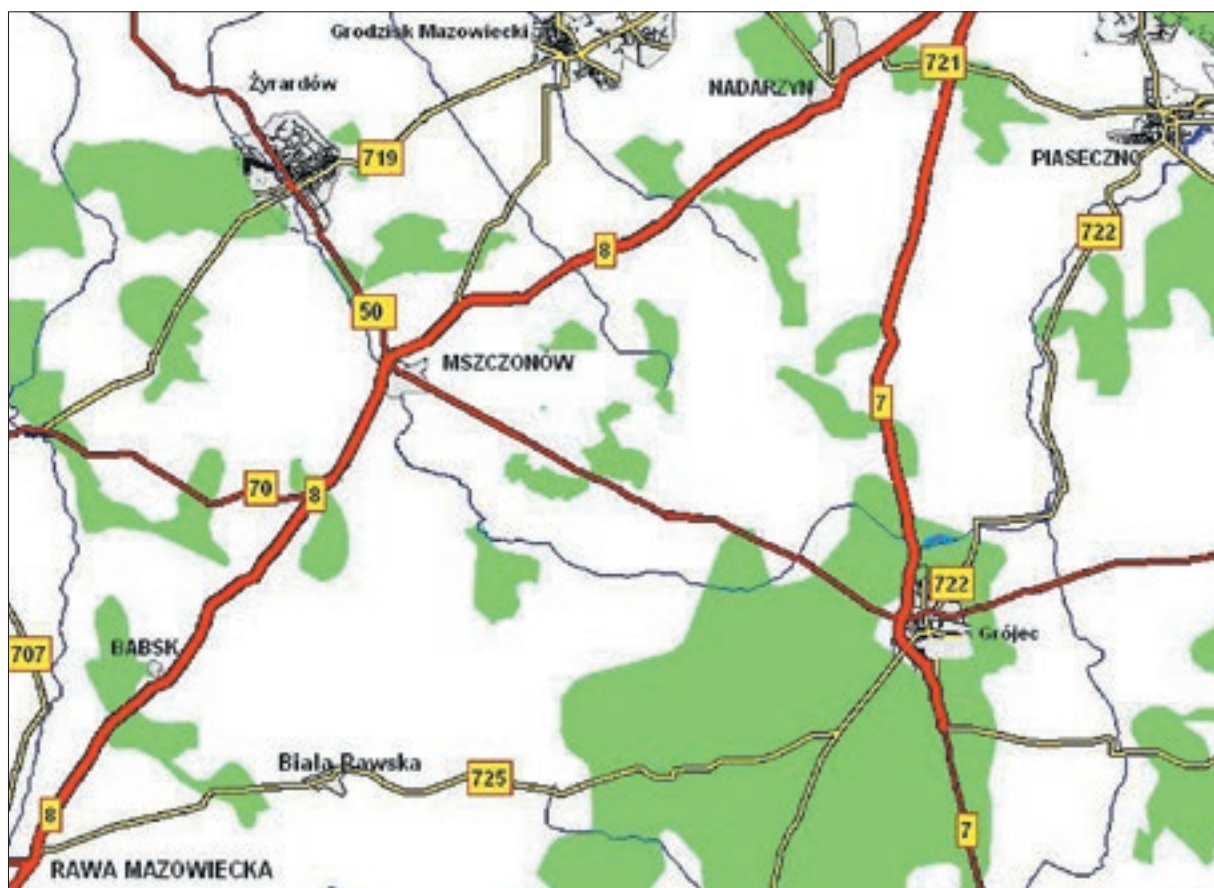 Grodzisk Mazowiecki
721
Żyrardów
NADARZYN
719
PIASECZNO
722
8
50
MSZCZONÓW
7
70
8
722
Grójec
BABSK
707
Biała Rawska
725
8
7
RAWA MAZOWIECKA